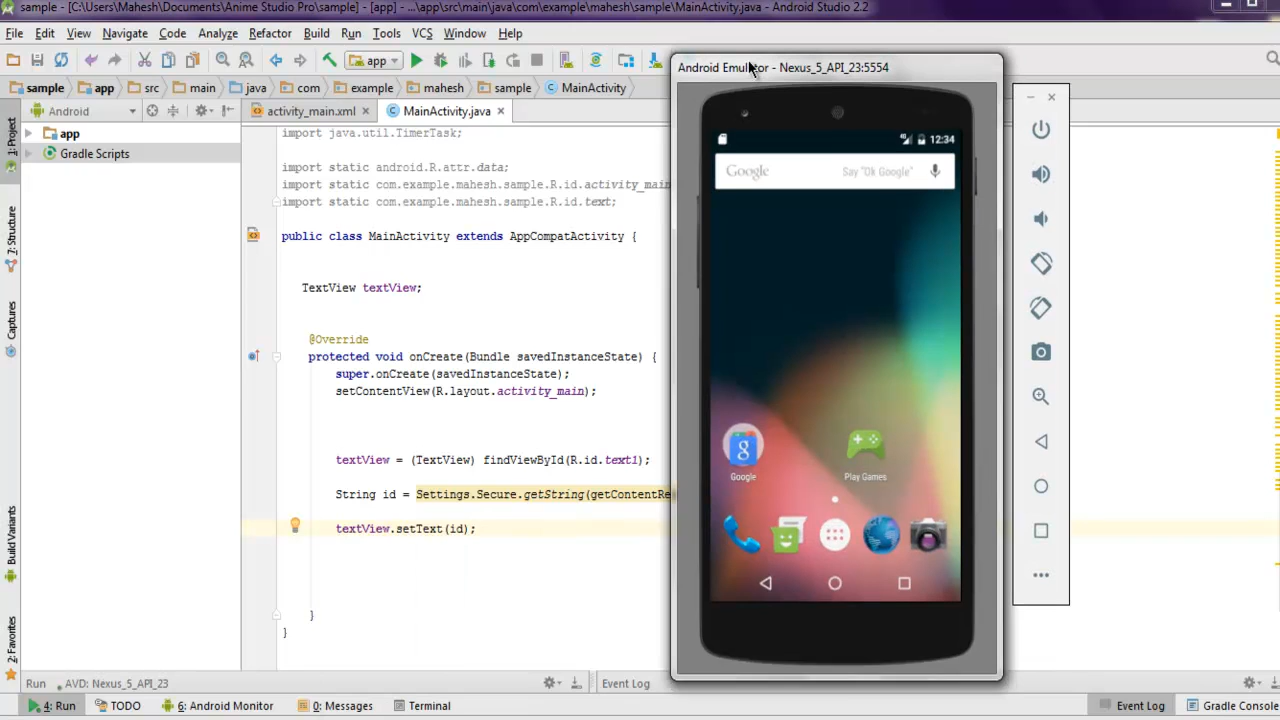 sample - [C:\Users\Mahesh\Documents\Anime Studio Pro\sample] - [app] - ...\app\src\main\java\com\example\mahesh\sample\MainActivity.java - Android Studio 2.2
File Edit View Navigate Code Analyze Refactor Build Run Tools VCS Window Help
app
sample app src main java com example mahesh sample MainActivity
Android
activity_main.xml MainActivity.java
1: Project
app
Gradle Scripts
7: Structure
Captures
Build Variants
2: Favorites
import java.util.TimerTask;
import static android.R.attr.data;
import static com.example.mahesh.sample.R.id.activity_main
import static com.example.mahesh.sample.R.id.text;
public class MainActivity extends AppCompatActivity {
TextView textView;
@Override
protected void onCreate(Bundle savedInstanceState) {
super.onCreate(savedInstanceState);
setContentView(R.layout.activity_main);
textView = (TextView) findViewById(R.id.text1);
String id = Settings.Secure.getString(getContentRe
textView.setText(id);
}
}
Android Emulator - Nexus_5_API_23:5554
12:34
Google Say "Ok Google"
Google Play Games
Run AVD: Nexus_5_API_23 Event Log
4: Run TODO 6: Android Monitor 0: Messages Terminal Event Log Gradle Console